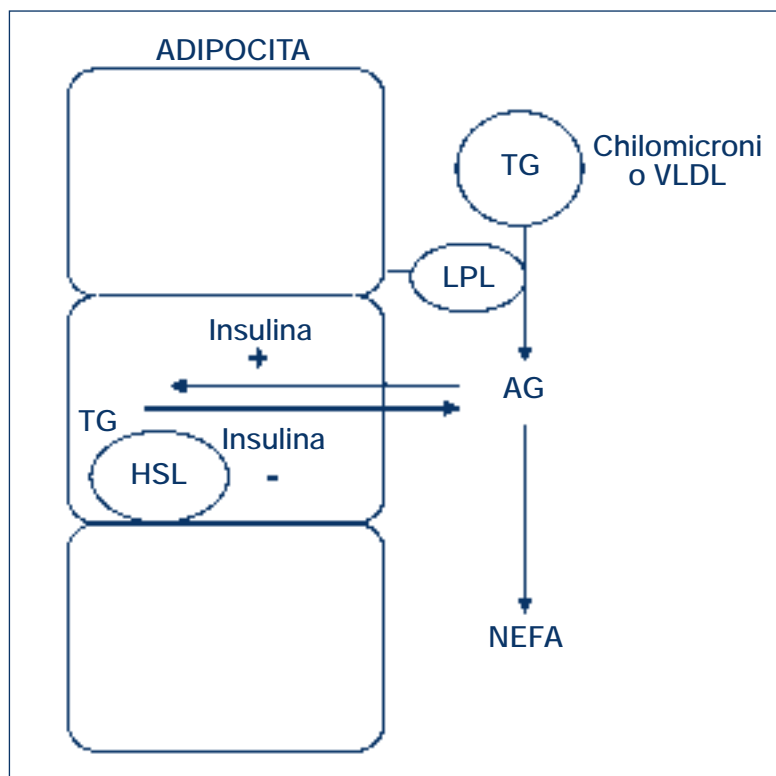 ADIPOCITA
TG
Chilomicroni
o VLDL
LPL
Insulina
+
AG
TG
Insulina
HSL
-
NEFA